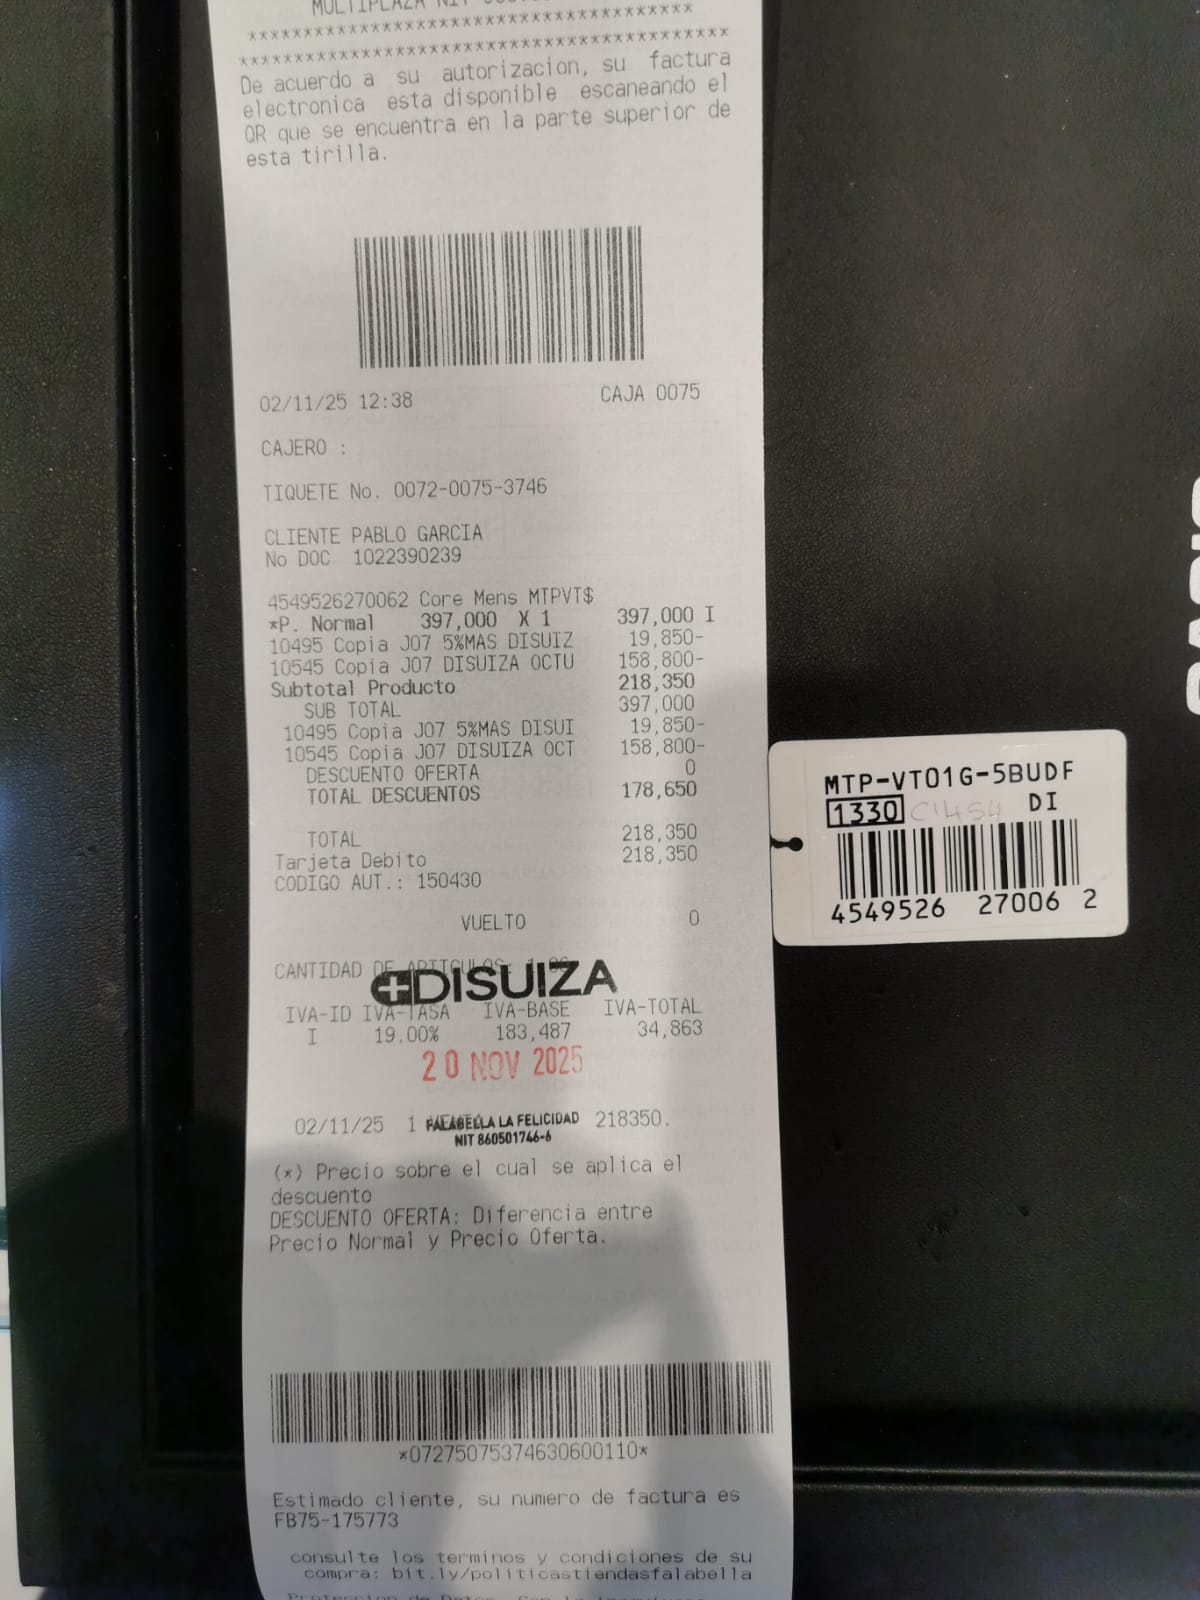 MULTIPLAZA NIT
*****************************************
*********************************************
De acuerdo a su autorizacion, su factura
electronica esta disponible escaneando el
QR que se encuentra en la parte superior de
esta tirilla.
02/11/25 12:38 CAJA 0075
CAJERO :
TIQUETE No. 0072-0075-3746
CLIENTE PABLO GARCIA
No DOC 1022390239
4549526270062 Core Mens MTPVT$
*P. Normal 397,000 X 1 397,000 I
10495 Copia J07 5%MAS DISUIZ 19,850-
10545 Copia J07 DISUIZA OCTU 158,800-
Subtotal Producto 218,350
SUB TOTAL 397,000
10495 Copia J07 5%MAS DISUI 19,850-
10545 Copia J07 DISUIZA OCT 158,800-
DESCUENTO OFERTA 0
TOTAL DESCUENTOS 178,650
TOTAL 218,350
Tarjeta Debito 218,350
CODIGO AUT.: 150430
VUELTO 0
CANTIDAD DE ARTICULOS:
DISUIZA
IVA-ID IVA-TASA IVA-BASE IVA-TOTAL
I 19.00% 183,487 34,863
20 NOV 2025
02/11/25 1 218350.
FALABELLA LA FELICIDAD
NIT 860501746-6
(*) Precio sobre el cual se aplica el
descuento
DESCUENTO OFERTA: Diferencia entre
Precio Normal y Precio Oferta.
*07275075374630600110*
Estimado cliente, su numero de factura es
FB75-175773
consulte los terminos y condiciones de su
compra: bit.ly/politicastiendasfalabella
MTP-VT01G-5BUDF
1330 C1454 DI
4549526 27006 2